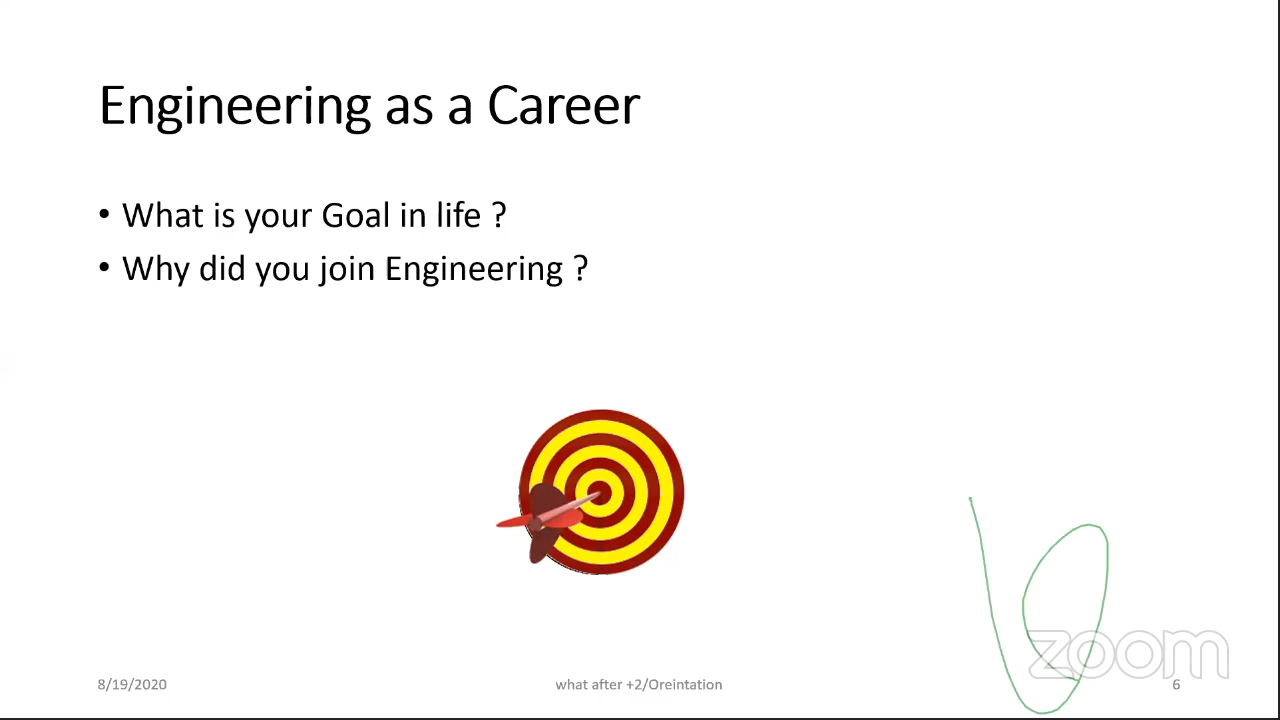 Engineering as a Career
• What is your Goal in life ?
• Why did you join Engineering ?
zoom
8/19/2020
what after +2/Oreintation
6